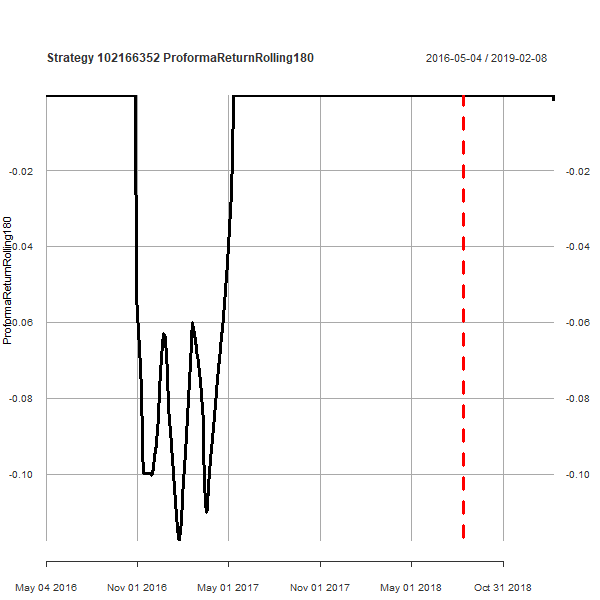 Strategy 102166352 ProformaReturnRolling180
2016-05-04 / 2019-02-08
ProformaReturnRolling180
-0.02
-0.02
-0.04
-0.04
-0.06
-0.06
-0.08
-0.08
-0.10
-0.10
May 04 2016
Nov 01 2016
May 01 2017
Nov 01 2017
May 01 2018
Oct 31 2018